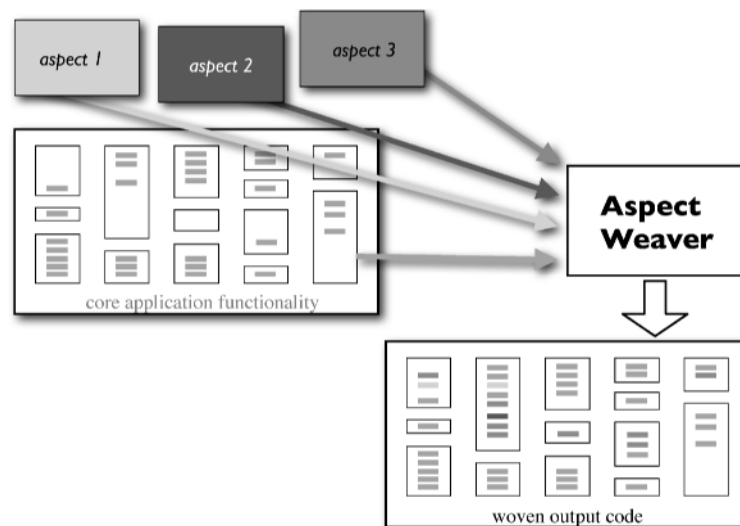 aspect 1
aspect 2
aspect 3
Aspect
Weaver
core application functionality
woven output code